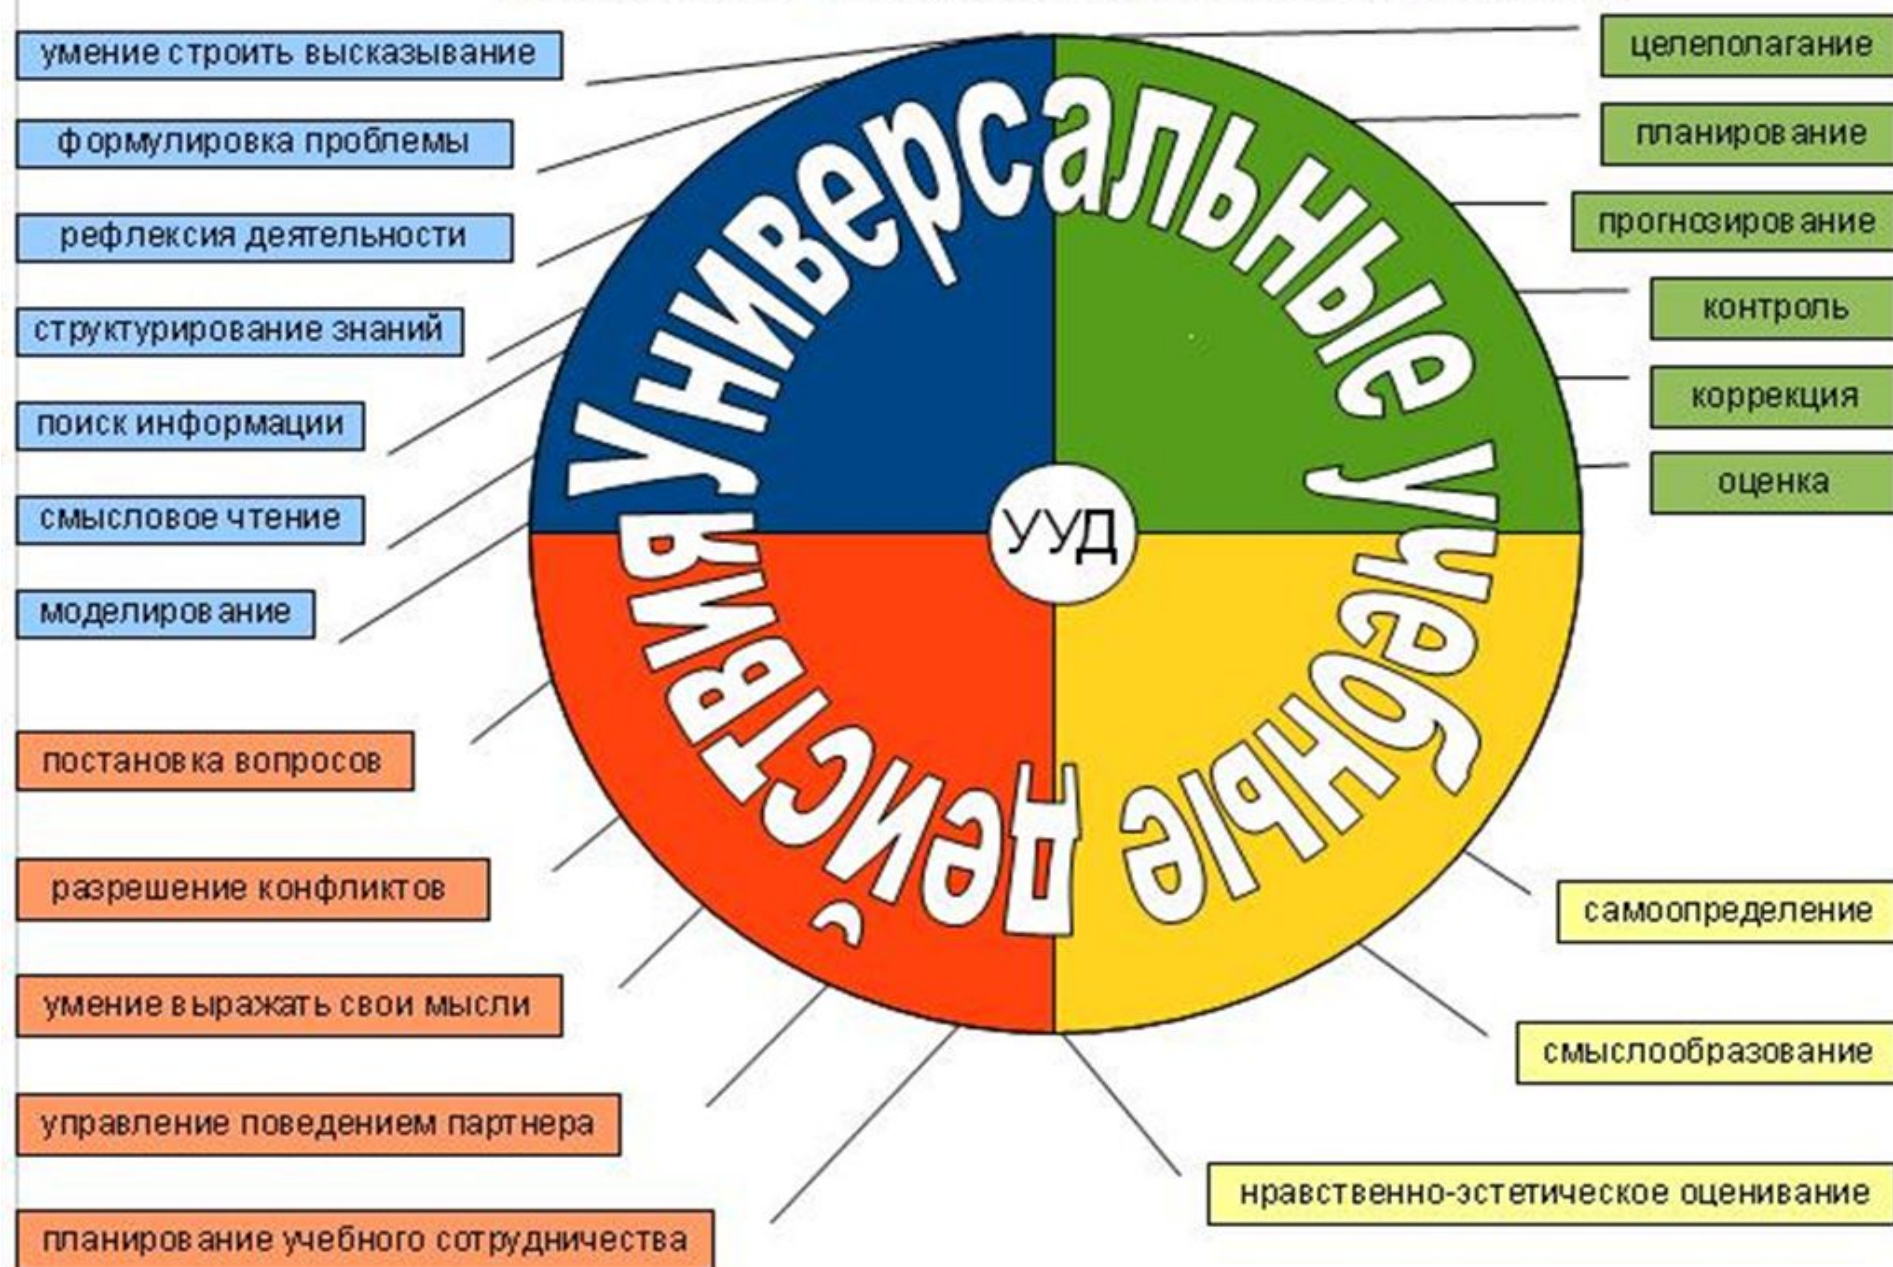 умение строить высказывание
формулировка проблемы
рефлексия деятельности
структурирование знаний
поиск информации
смысловое чтение
моделирование
постановка вопросов
разрешение конфликтов
умение выражать свои мысли
управление поведением партнера
планирование учебного сотрудничества
Универсальные учебные действия
УУД
целеполагание
планирование
прогнозирование
контроль
коррекция
оценка
самоопределение
смыслообразование
нравственно-эстетическое оценивание